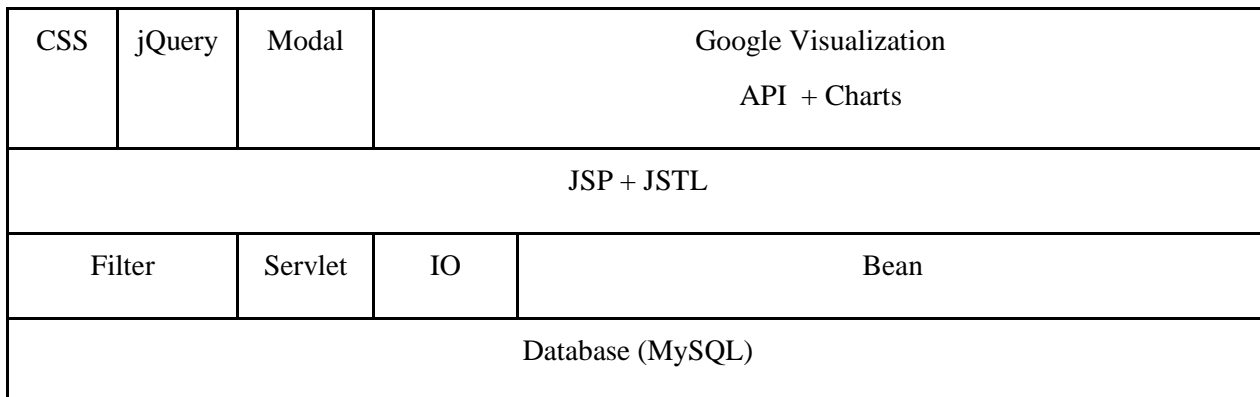 CSS jQuery Modal Google Visualization
API + Charts
JSP + JSTL
Filter Servlet IO Bean
Database (MySQL)